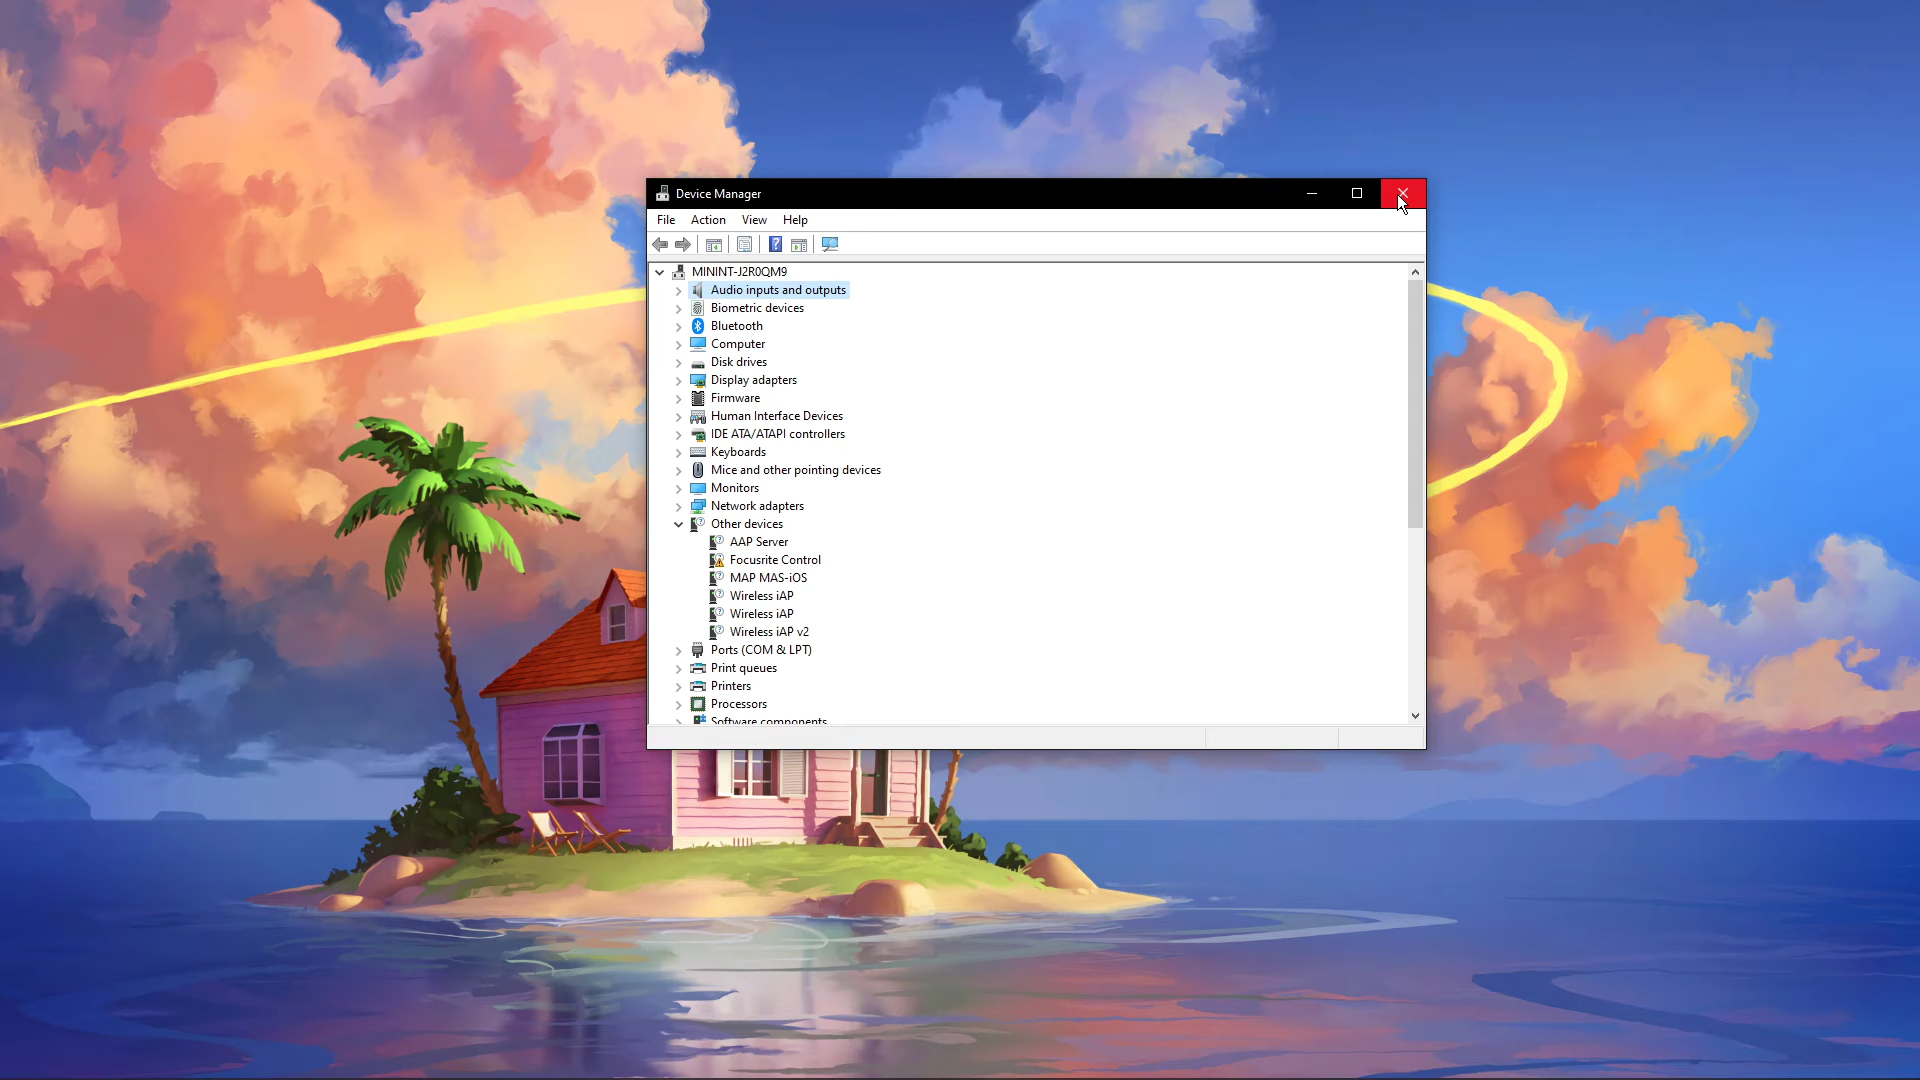 Device Manager
File Action View Help
MININT-J2R0QM9
Audio inputs and outputs
Biometric devices
Bluetooth
Computer
Disk drives
Display adapters
Firmware
Human Interface Devices
IDE ATA/ATAPI controllers
Keyboards
Mice and other pointing devices
Monitors
Network adapters
Other devices
AAP Server
Focusrite Control
MAP MAS-iOS
Wireless iAP
Wireless iAP
Wireless iAP v2
Ports (COM & LPT)
Print queues
Printers
Processors
Software components